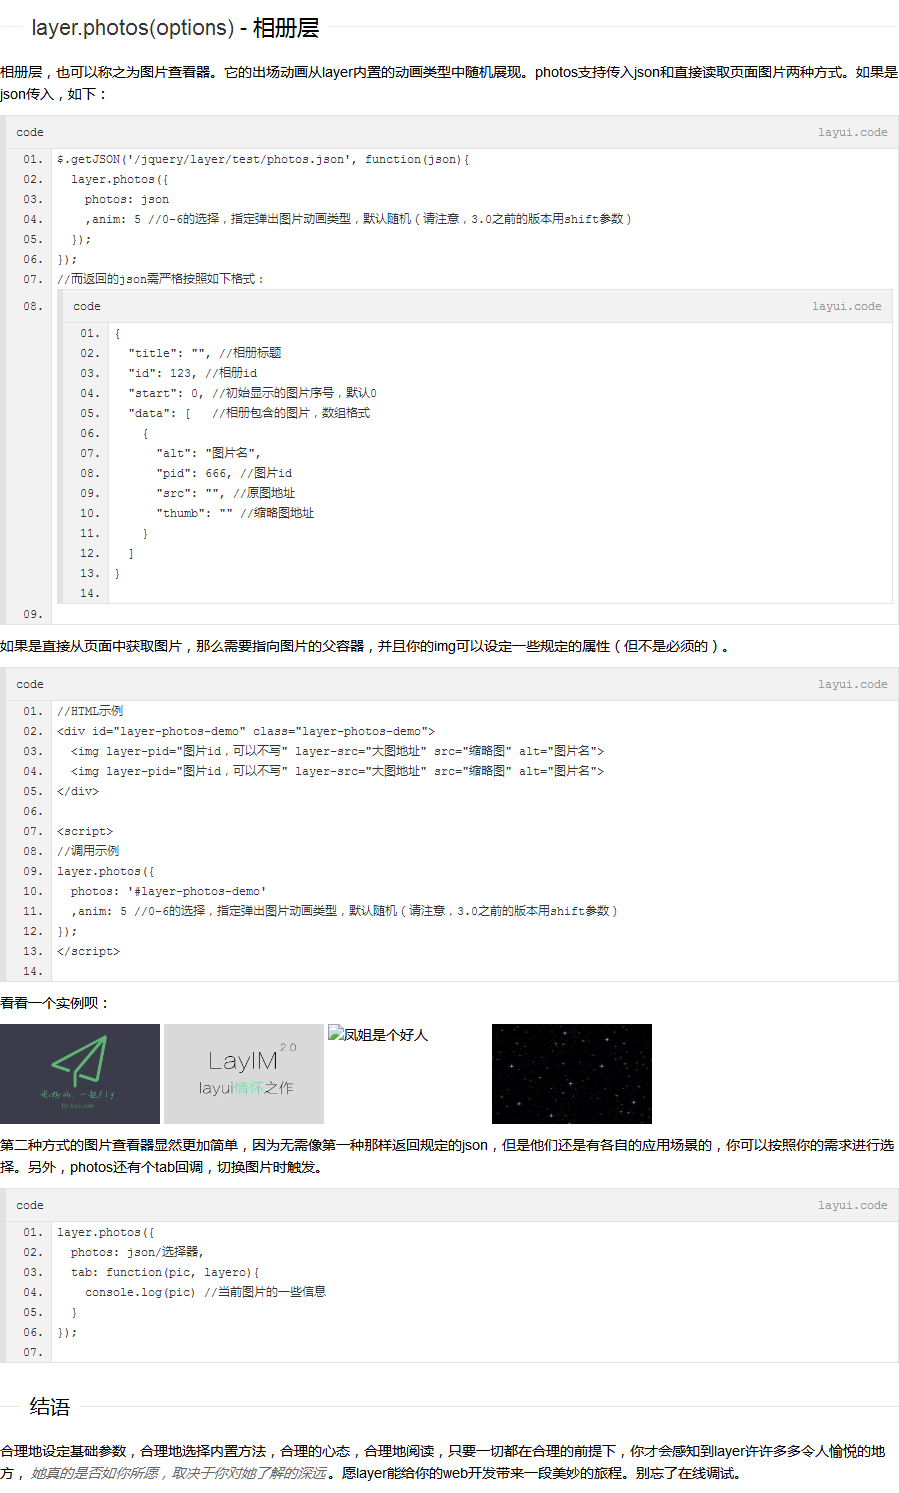 layer.photos(options) - 相册层
相册层，也可以称之为图片查看器。它的出场动画从layer内置的动画类型中随机展现。photos支持传入json和直接读取页面图片两种方式。如果是
json传入，如下：
code layui.code
01. $.getJSON('/jquery/layer/test/photos.json', function(json){
02. layer.photos({
03. photos: json
04. ,anim: 5 //0-6的选择，指定弹出图片动画类型，默认随机（请注意，3.0之前的版本用shift参数）
05. });
06. });
07. //而返回的json需严格按照如下格式：
08. code layui.code
01. {
02. "title": "", //相册标题
03. "id": 123, //相册id
04. "start": 0, //初始显示的图片序号，默认0
05. "data": [ //相册包含的图片，数组格式
06. {
07. "alt": "图片名",
08. "pid": 666, //图片id
09. "src": "", //原图地址
10. "thumb": "" //缩略图地址
11. }
12. ]
13. }
14.
09.
如果是直接从页面中获取图片，那么需要指向图片的父容器，并且你的img可以设定一些规定的属性（但不是必须的）。
code layui.code
01. //HTML示例
02. <div id="layer-photos-demo" class="layer-photos-demo">
03. <img layer-pid="图片id，可以不写" layer-src="大图地址" src="缩略图" alt="图片名">
04. <img layer-pid="图片id，可以不写" layer-src="大图地址" src="缩略图" alt="图片名">
05. </div>
06.
07. <script>
08. //调用示例
09. layer.photos({
10. photos: '#layer-photos-demo'
11. ,anim: 5 //0-6的选择，指定弹出图片动画类型，默认随机（请注意，3.0之前的版本用shift参数）
12. });
13. </script>
14.
看看一个实例呗：
一起Fly
LayIM 2.0
layui情怀之作
凤姐是个好人
第二种方式的图片查看器显然更加简单，因为无需像第一种那样返回规定的json，但是他们还是有各自的应用场景的，你可以按照你的需求进行选
择。另外，photos还有个tab回调，切换图片时触发。
code layui.code
01. layer.photos({
02. photos: json/选择器,
03. tab: function(pic, layero){
04. console.log(pic) //当前图片的一些信息
05. }
06. });
07.
结语
合理地设定基础参数，合理地选择内置方法，合理的心态，合理地阅读，只要一切都在合理的前提下，你才会感知到layer许许多多令人愉悦的地
方，她真的是否如你所愿，取决于你对她了解的深远。愿layer能给你的web开发带来一段美妙的旅程。别忘了在线调试。